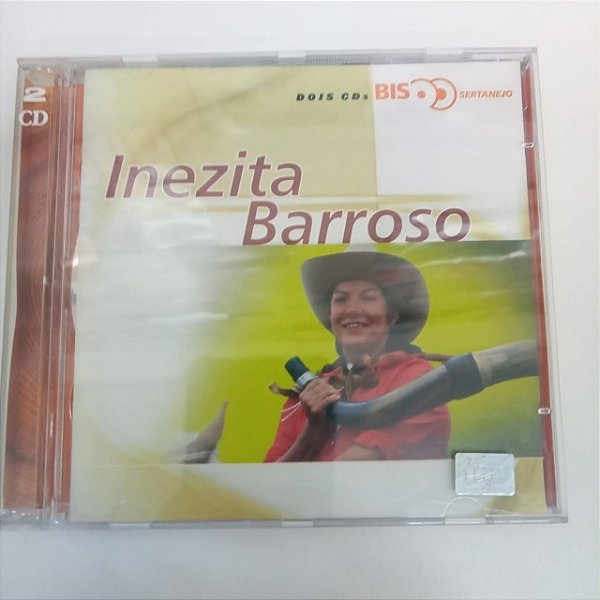 2
CD
DOIS CDs BIS SERTANEJO
Inezita
Barroso